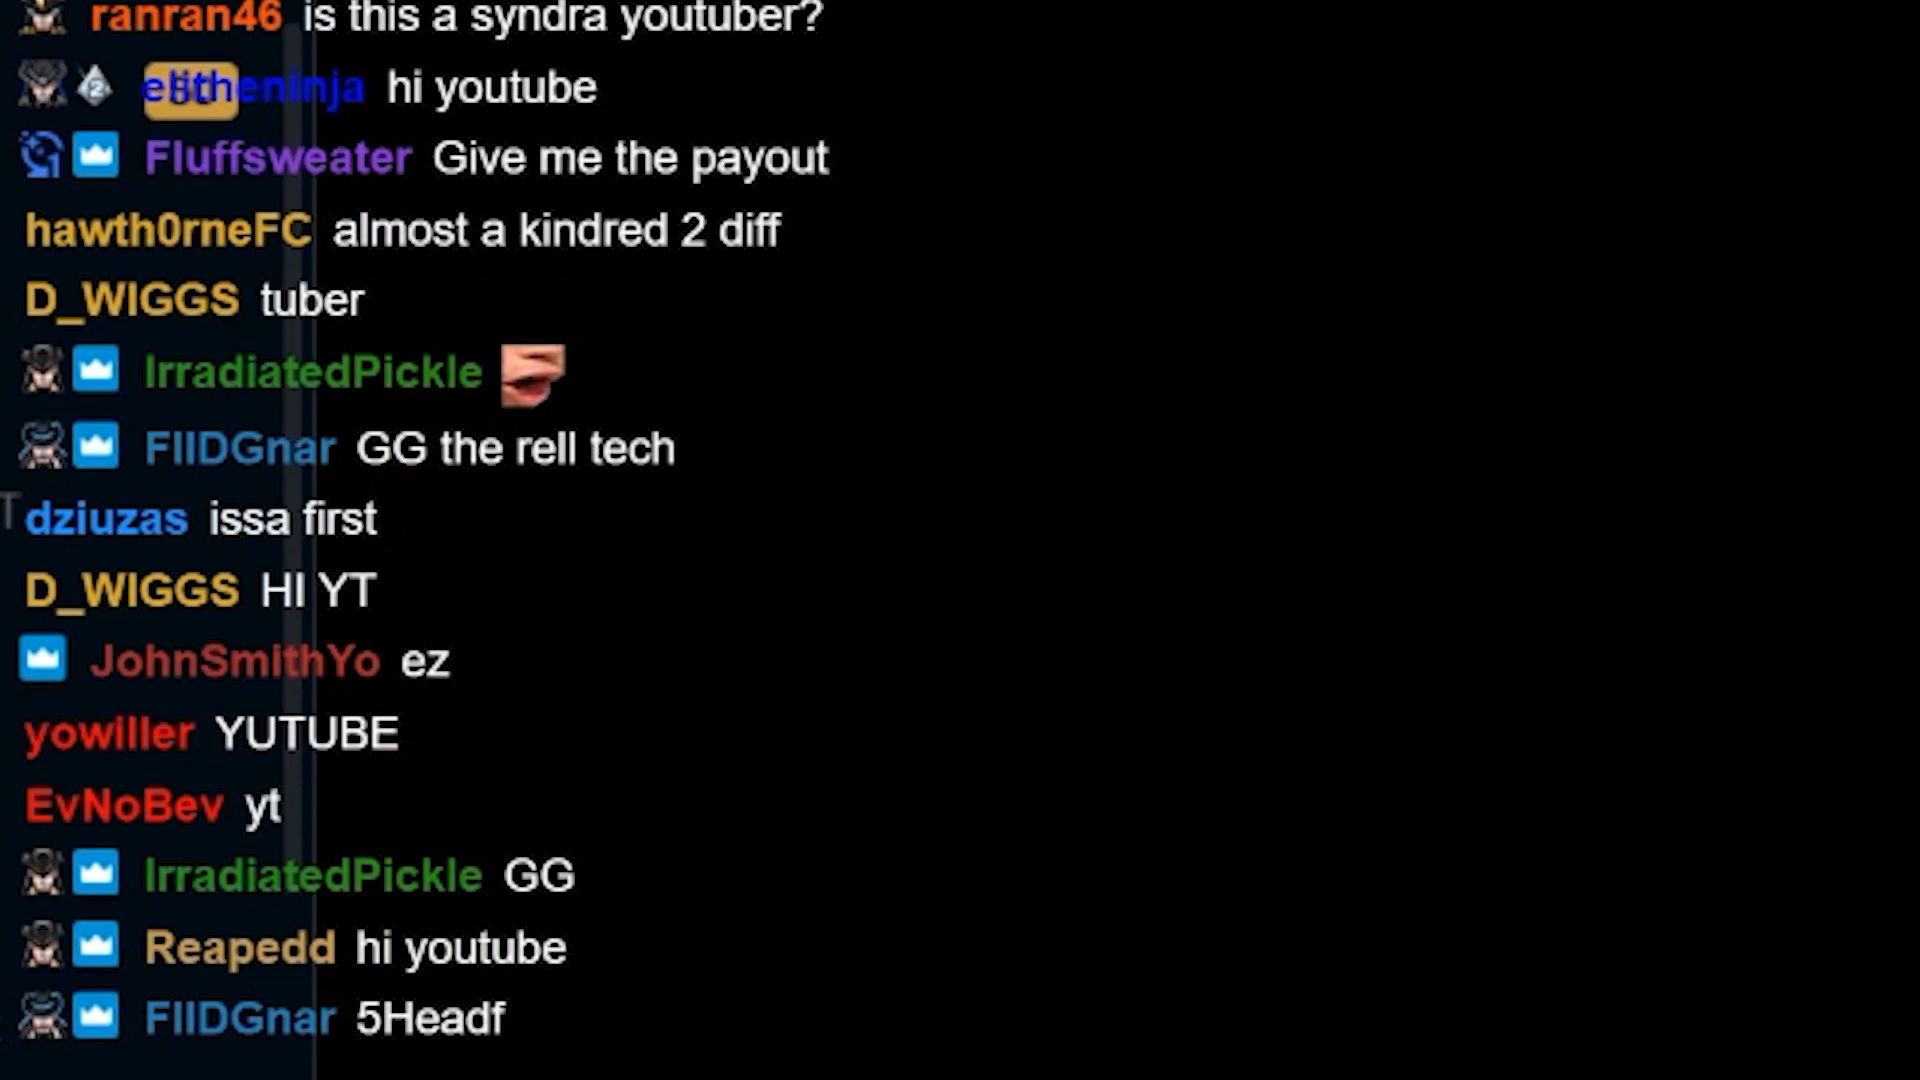 ranran46 is this a syndra youtuber?
elitheninja hi youtube
Fluffsweater Give me the payout
hawth0rneFC almost a kindred 2 diff
D_WIGGS tuber
IrradiatedPickle
FIIDGnar GG the rell tech
dziuzas issa first
D_WIGGS HI YT
JohnSmithYo ez
yowiller YUTUBE
EvNoBev yt
IrradiatedPickle GG
Reapedd hi youtube
FIIDGnar 5Headf